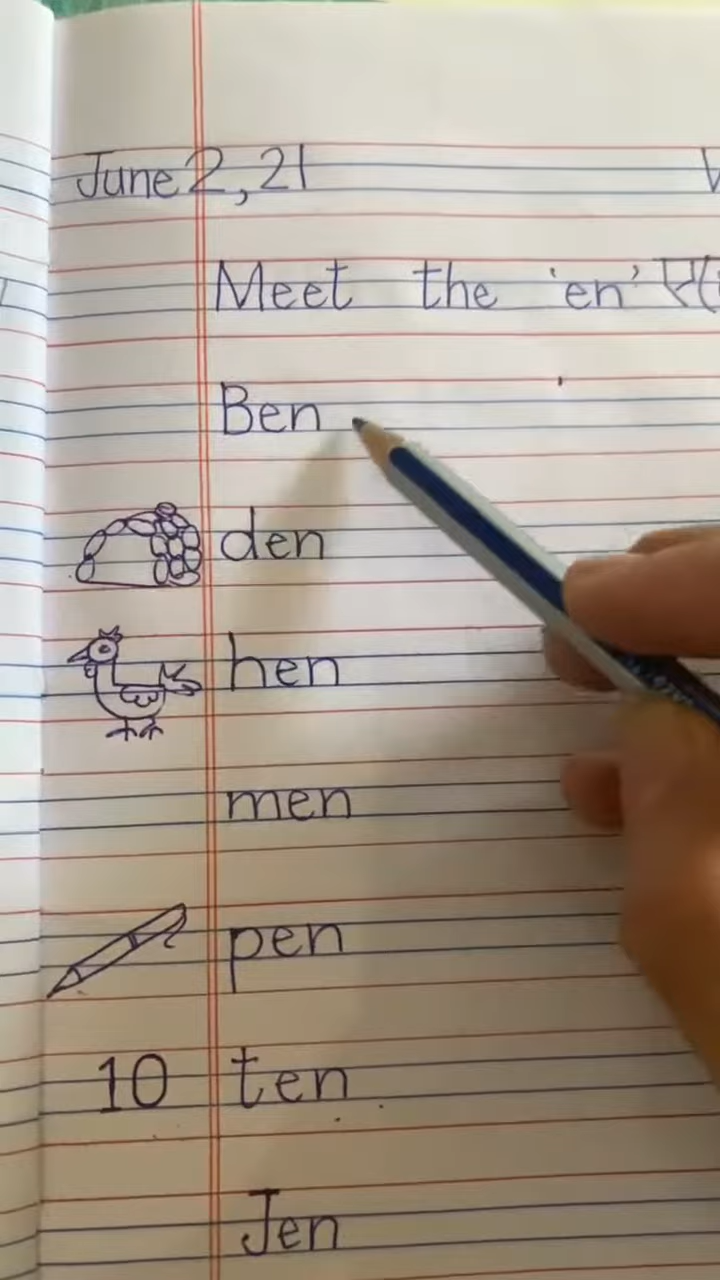 June 2, 21
Meet the 'en'
Ben
den
hen
men
pen
10 ten
Jen